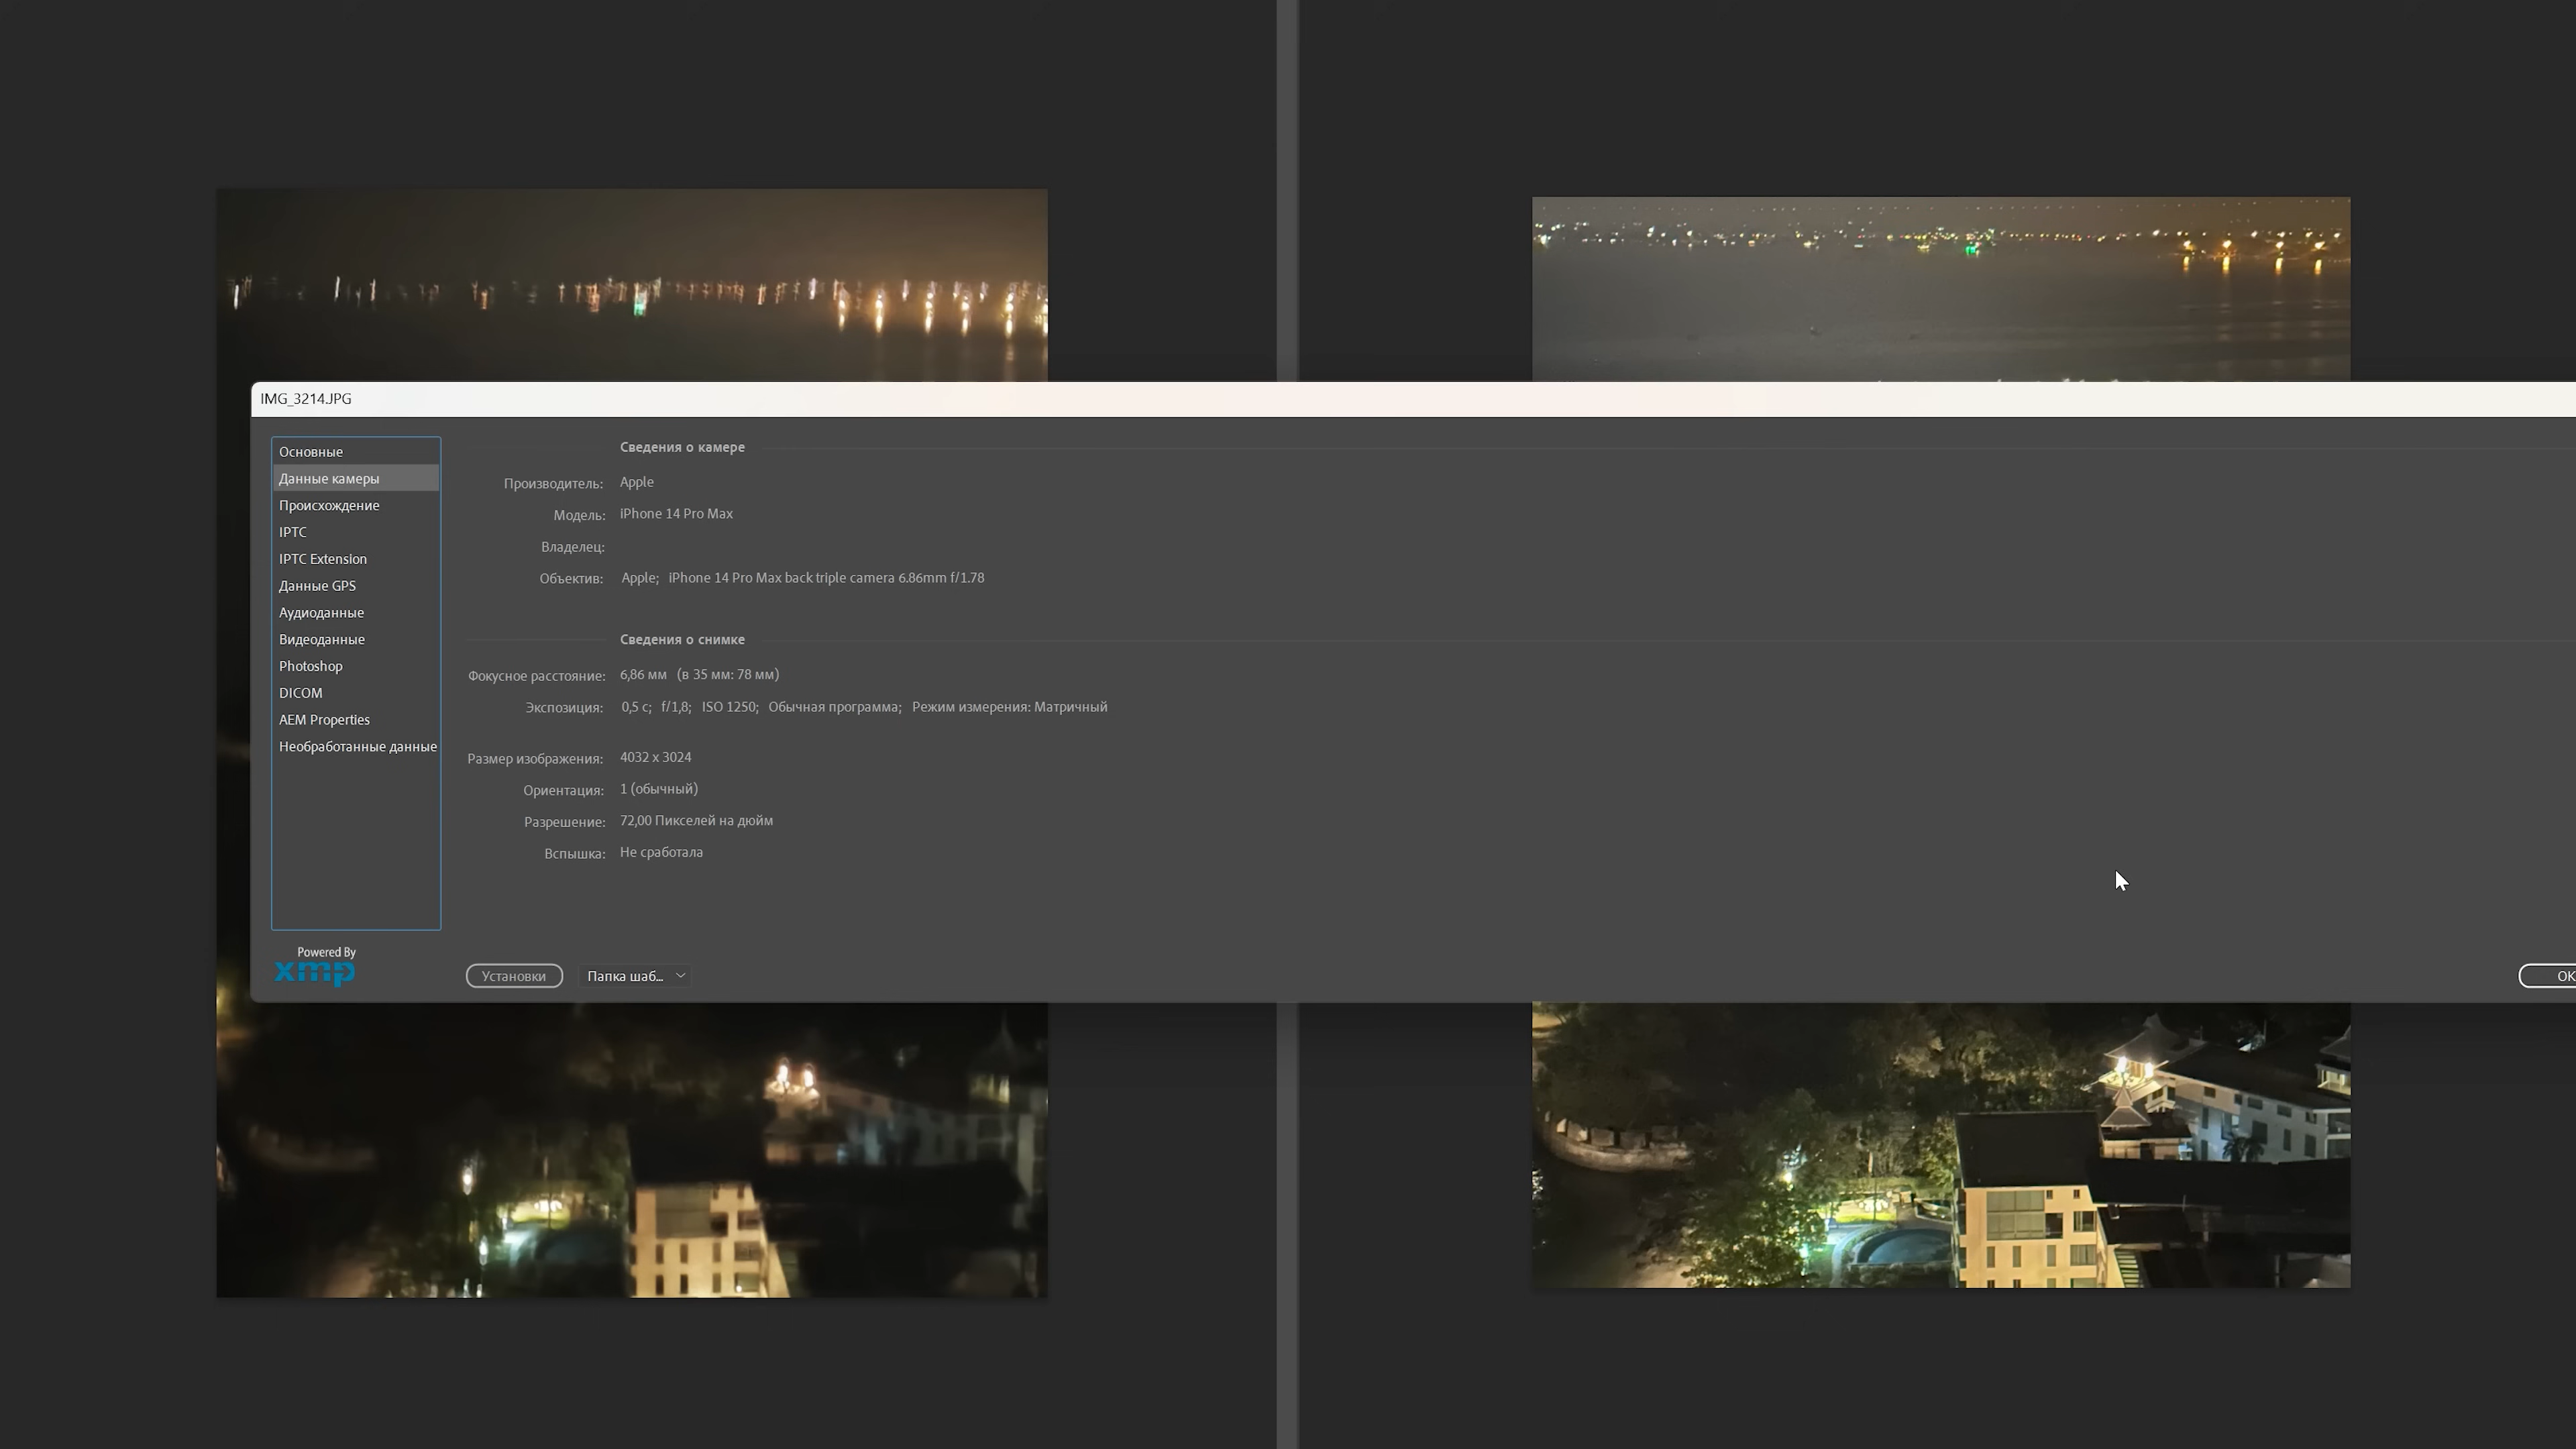 IMG_3214.JPG
Основные
Данные камеры
Происхождение
IPTC
IPTC Extension
Данные GPS
Аудиоданные
Видеоданные
Photoshop
DICOM
AEM Properties
Необработанные данные
Powered By
xmp
Сведения о камере
Производитель: Apple
Модель: iPhone 14 Pro Max
Владелец:
Объектив: Apple; iPhone 14 Pro Max back triple camera 6.86mm f/1.78
Сведения о снимке
Фокусное расстояние: 6,86 мм (в 35 мм: 78 мм)
Экспозиция: 0,5 с; f/1,8; ISO 1250; Обычная программа; Режим измерения: Матричный
Размер изображения: 4032 x 3024
Ориентация: 1 (обычный)
Разрешение: 72,00 Пикселей на дюйм
Вспышка: Не сработала
Установки
Папка шаб...
OK